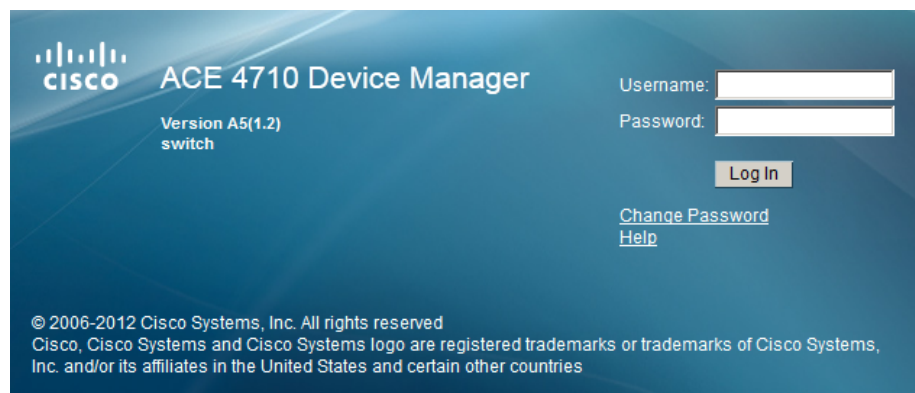 CISCO
ACE 4710 Device Manager
Version A5(1.2)
switch
Username:
Password:
Log In
Change Password
Help
© 2006-2012 Cisco Systems, Inc. All rights reserved
Cisco, Cisco Systems and Cisco Systems logo are registered trademarks or trademarks of Cisco Systems,
Inc. and/or its affiliates in the United States and certain other countries